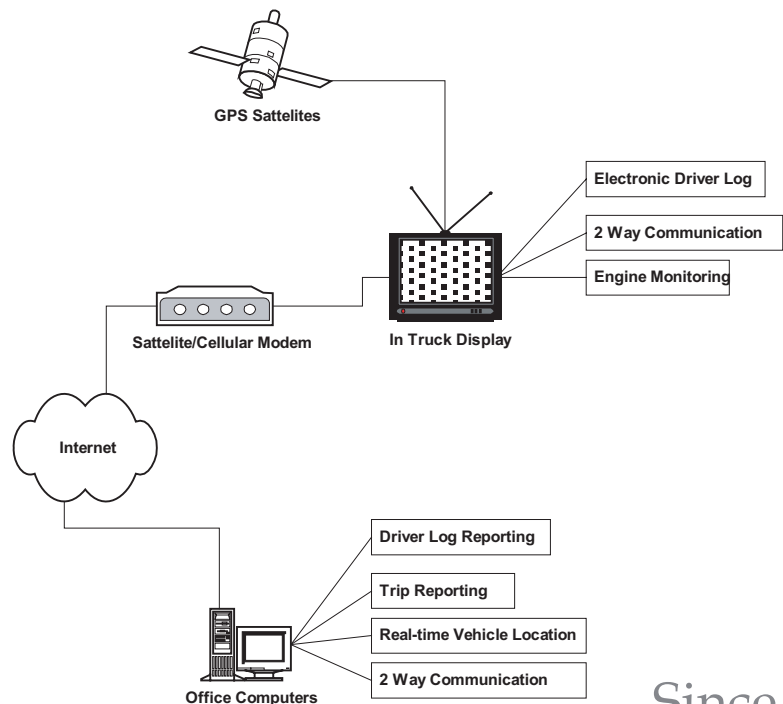 GPS Sattelites
Electronic Driver Log
2 Way Communication
Engine Monitoring
In Truck Display
Sattelite/Cellular Modem
Internet
Driver Log Reporting
Trip Reporting
Real-time Vehicle Location
2 Way Communication
Office Computers
Since